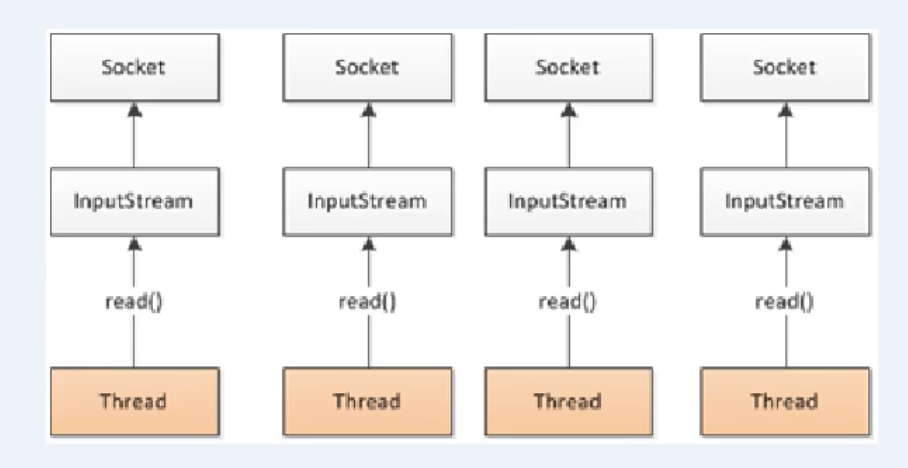 Socket Socket Socket Socket
InputStream InputStream InputStream InputStream
read() read() read() read()
Thread Thread Thread Thread